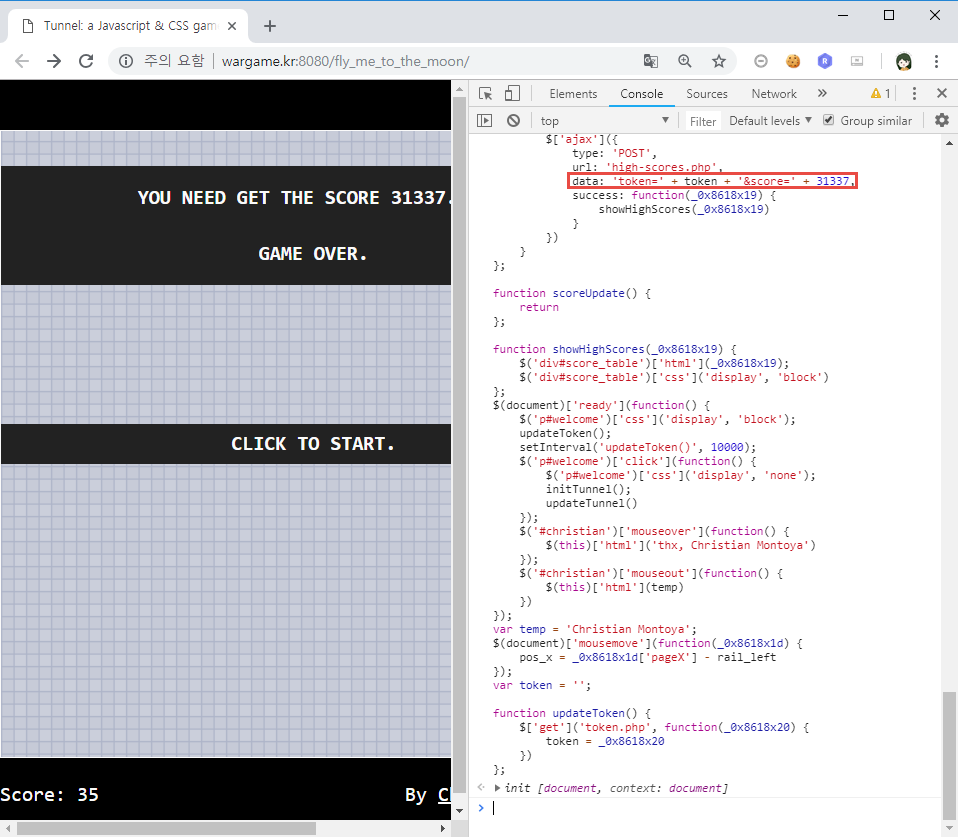 Tunnel: a Javascript & CSS gam
주의 요함
wargame.kr:8080/fly_me_to_the_moon/
Elements
Console
Sources
Network
1
top
Filter
Default levels
Group similar
YOU NEED GET THE SCORE 31337.
GAME OVER.
CLICK TO START.
Score: 35
By
$['ajax']({
type: 'POST',
url: 'high-scores.php',
data: 'token=' + token + '&score=' + 31337,
success: function(_0x8618x19) {
showHighScores(_0x8618x19)
}
})
}
};
function scoreUpdate() {
return
};
function showHighScores(_0x8618x19) {
$('div#score_table')['html'](_0x8618x19);
$('div#score_table')['css']('display', 'block')
};
$(document)['ready'](function() {
$('p#welcome')['css']('display', 'block');
updateToken();
setInterval('updateToken()', 10000);
$('p#welcome')['click'](function() {
$('p#welcome')['css']('display', 'none');
initTunnel();
updateTunnel()
});
$('#christian')['mouseover'](function() {
$(this)['html']('thx, Christian Montoya')
});
$('#christian')['mouseout'](function() {
$(this)['html'](temp)
})
});
var temp = 'Christian Montoya';
$(document)['mousemove'](function(_0x8618x1d) {
pos_x = _0x8618x1d['pageX'] - rail_left
});
var token = '';
function updateToken() {
$['get']('token.php', function(_0x8618x20) {
token = _0x8618x20
})
};
init [document, context: document]